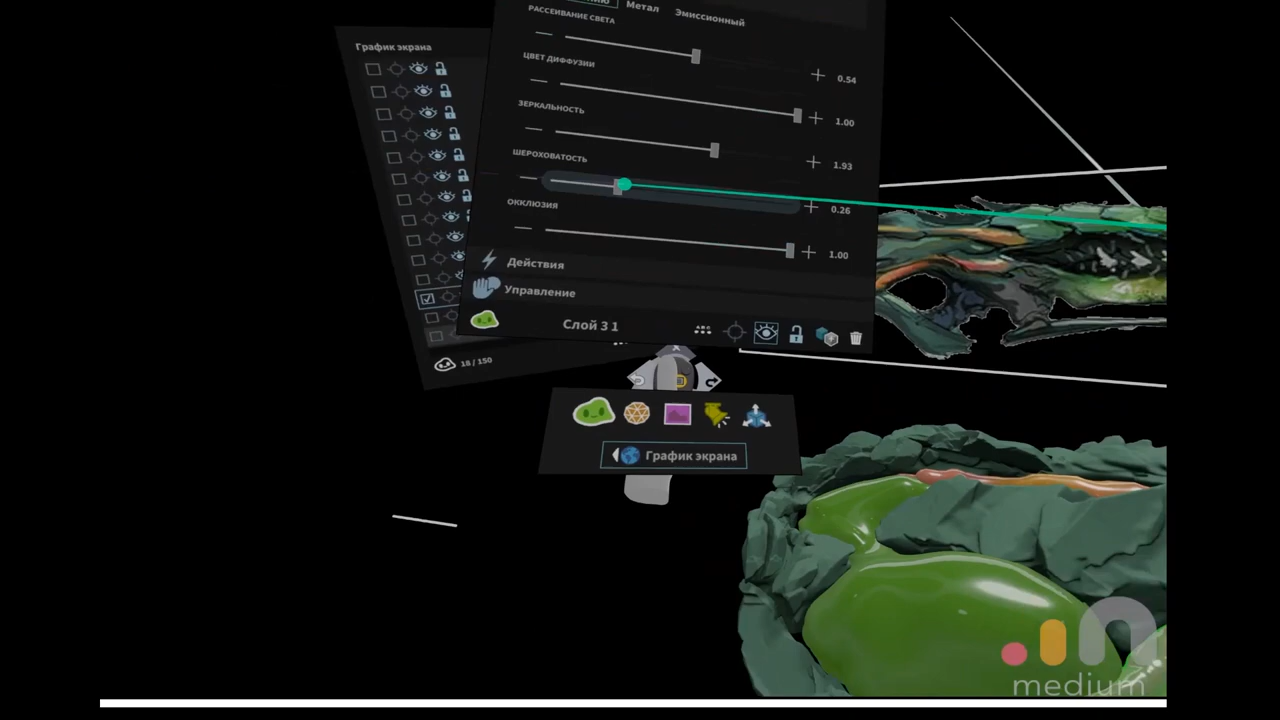 Метал Эмиссионный
РАССЕИВАНИЕ СВЕТА
0.54
ЦВЕТ ДИФФУЗИИ
1.00
ЗЕРКАЛЬНОСТЬ
1.93
ШЕРОХОВАТОСТЬ
0.26
ОККЛЮЗИЯ
1.00
Действия
Управление
Слой 3 1
График экрана
18 / 150
График экрана
medium